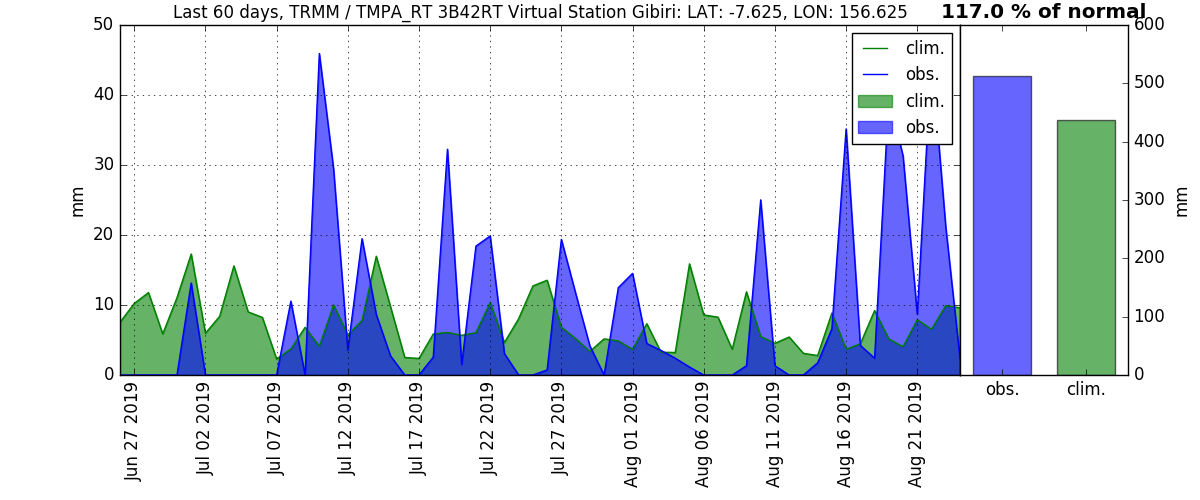 Last 60 days, TRMM / TMPA_RT 3B42RT Virtual Station Gibiri: LAT: -7.625, LON: 156.625
117.0 % of normal
50
40
30
20
10
0
mm
clim.
obs.
clim.
obs.
600
500
400
300
200
100
0
mm
obs.
clim.
Jun 27 2019
Jul 02 2019
Jul 07 2019
Jul 12 2019
Jul 17 2019
Jul 22 2019
Jul 27 2019
Aug 01 2019
Aug 06 2019
Aug 11 2019
Aug 16 2019
Aug 21 2019